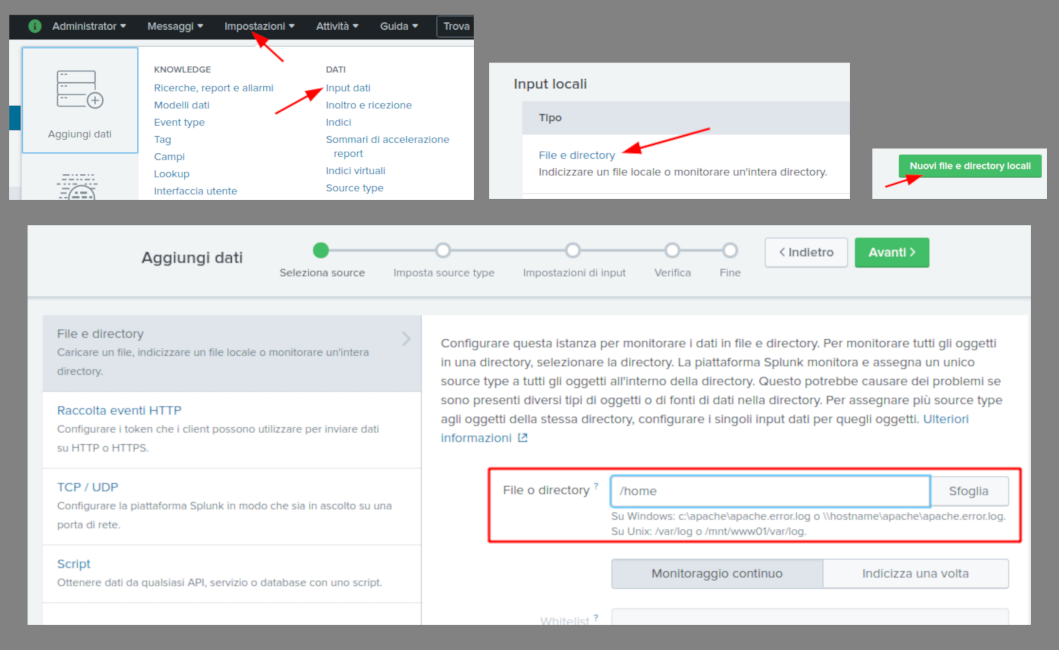 Administrator Messaggi Impostazioni Attività Guida Trova
Aggiungi dati
KNOWLEDGE
Ricerche, report e allarmi
Modelli dati
Event type
Tag
Campi
Lookup
Interfaccia utente
DATI
Input dati
Inoltro e ricezione
Indici
Sommari di accelerazione
report
Indici virtuali
Source type
Input locali
Tipo
File e directory
Indicizzare un file locale o monitorare un'intera directory.
Nuovi file e directory locali
Aggiungi dati
Seleziona source Imposta source type Impostazioni di input Verifica Fine
< Indietro
Avanti >
File e directory
Caricare un file, indicizzare un file locale o monitorare un'intera
directory.
Raccolta eventi HTTP
Configurare i token che i client possono utilizzare per inviare dati
su HTTP o HTTPS.
TCP / UDP
Configurare la piattaforma Splunk in modo che sia in ascolto su una
porta di rete.
Script
Ottenere dati da qualsiasi API, servizio o database con uno script.
Configurare questa istanza per monitorare i dati in file e directory. Per monitorare tutti gli oggetti
in una directory, selezionare la directory. La piattaforma Splunk monitora e assegna un unico
source type a tutti gli oggetti all'interno della directory. Questo potrebbe causare dei problemi se
sono presenti diversi tipi di oggetti o di fonti di dati nella directory. Per assegnare più source type
agli oggetti della stessa directory, configurare i singoli input dati per quegli oggetti. Ulteriori
informazioni
File o directory ? /home Sfoglia
Su Windows: c:\apache\apache.error.log o \\hostname\apache\apache.error.log.
Su Unix: /var/log o /mnt/www01/var/log.
Monitoraggio continuo Indicizza una volta
Whitelist ?